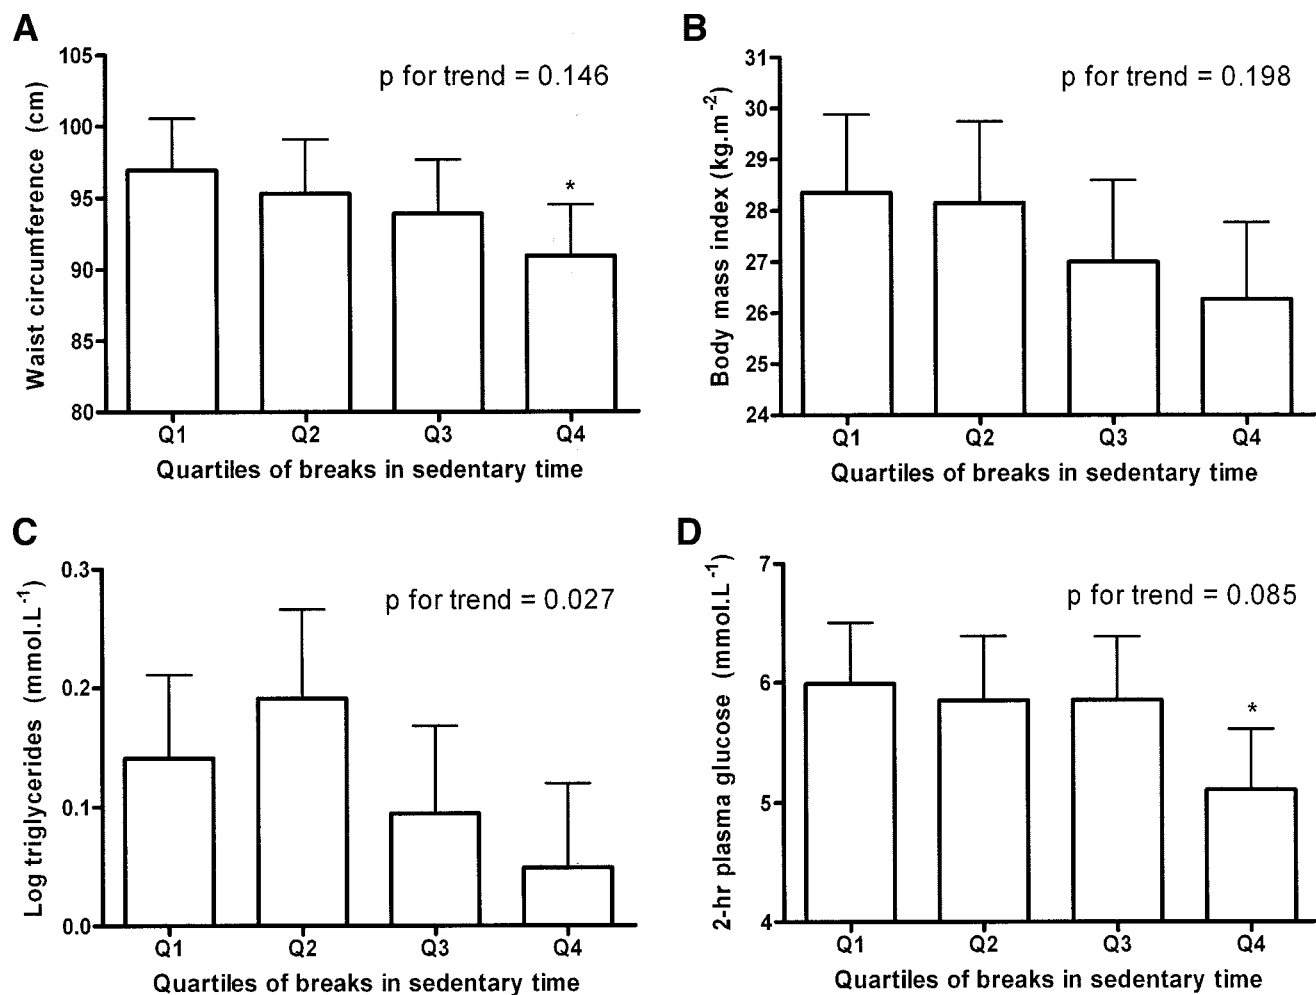 A
p for trend = 0.146
Waist circumference (cm)
105
100
95
90
85
80
*
Q1 Q2 Q3 Q4
Quartiles of breaks in sedentary time
B
p for trend = 0.198
Body mass index (kg.m⁻²)
31
30
29
28
27
26
25
24
Q1 Q2 Q3 Q4
Quartiles of breaks in sedentary time
C
p for trend = 0.027
Log triglycerides (mmol.L⁻¹)
0.3
0.2
0.1
0.0
Q1 Q2 Q3 Q4
Quartiles of breaks in sedentary time
D
p for trend = 0.085
2-hr plasma glucose (mmol.L⁻¹)
7
6
5
4
*
Q1 Q2 Q3 Q4
Quartiles of breaks in sedentary time